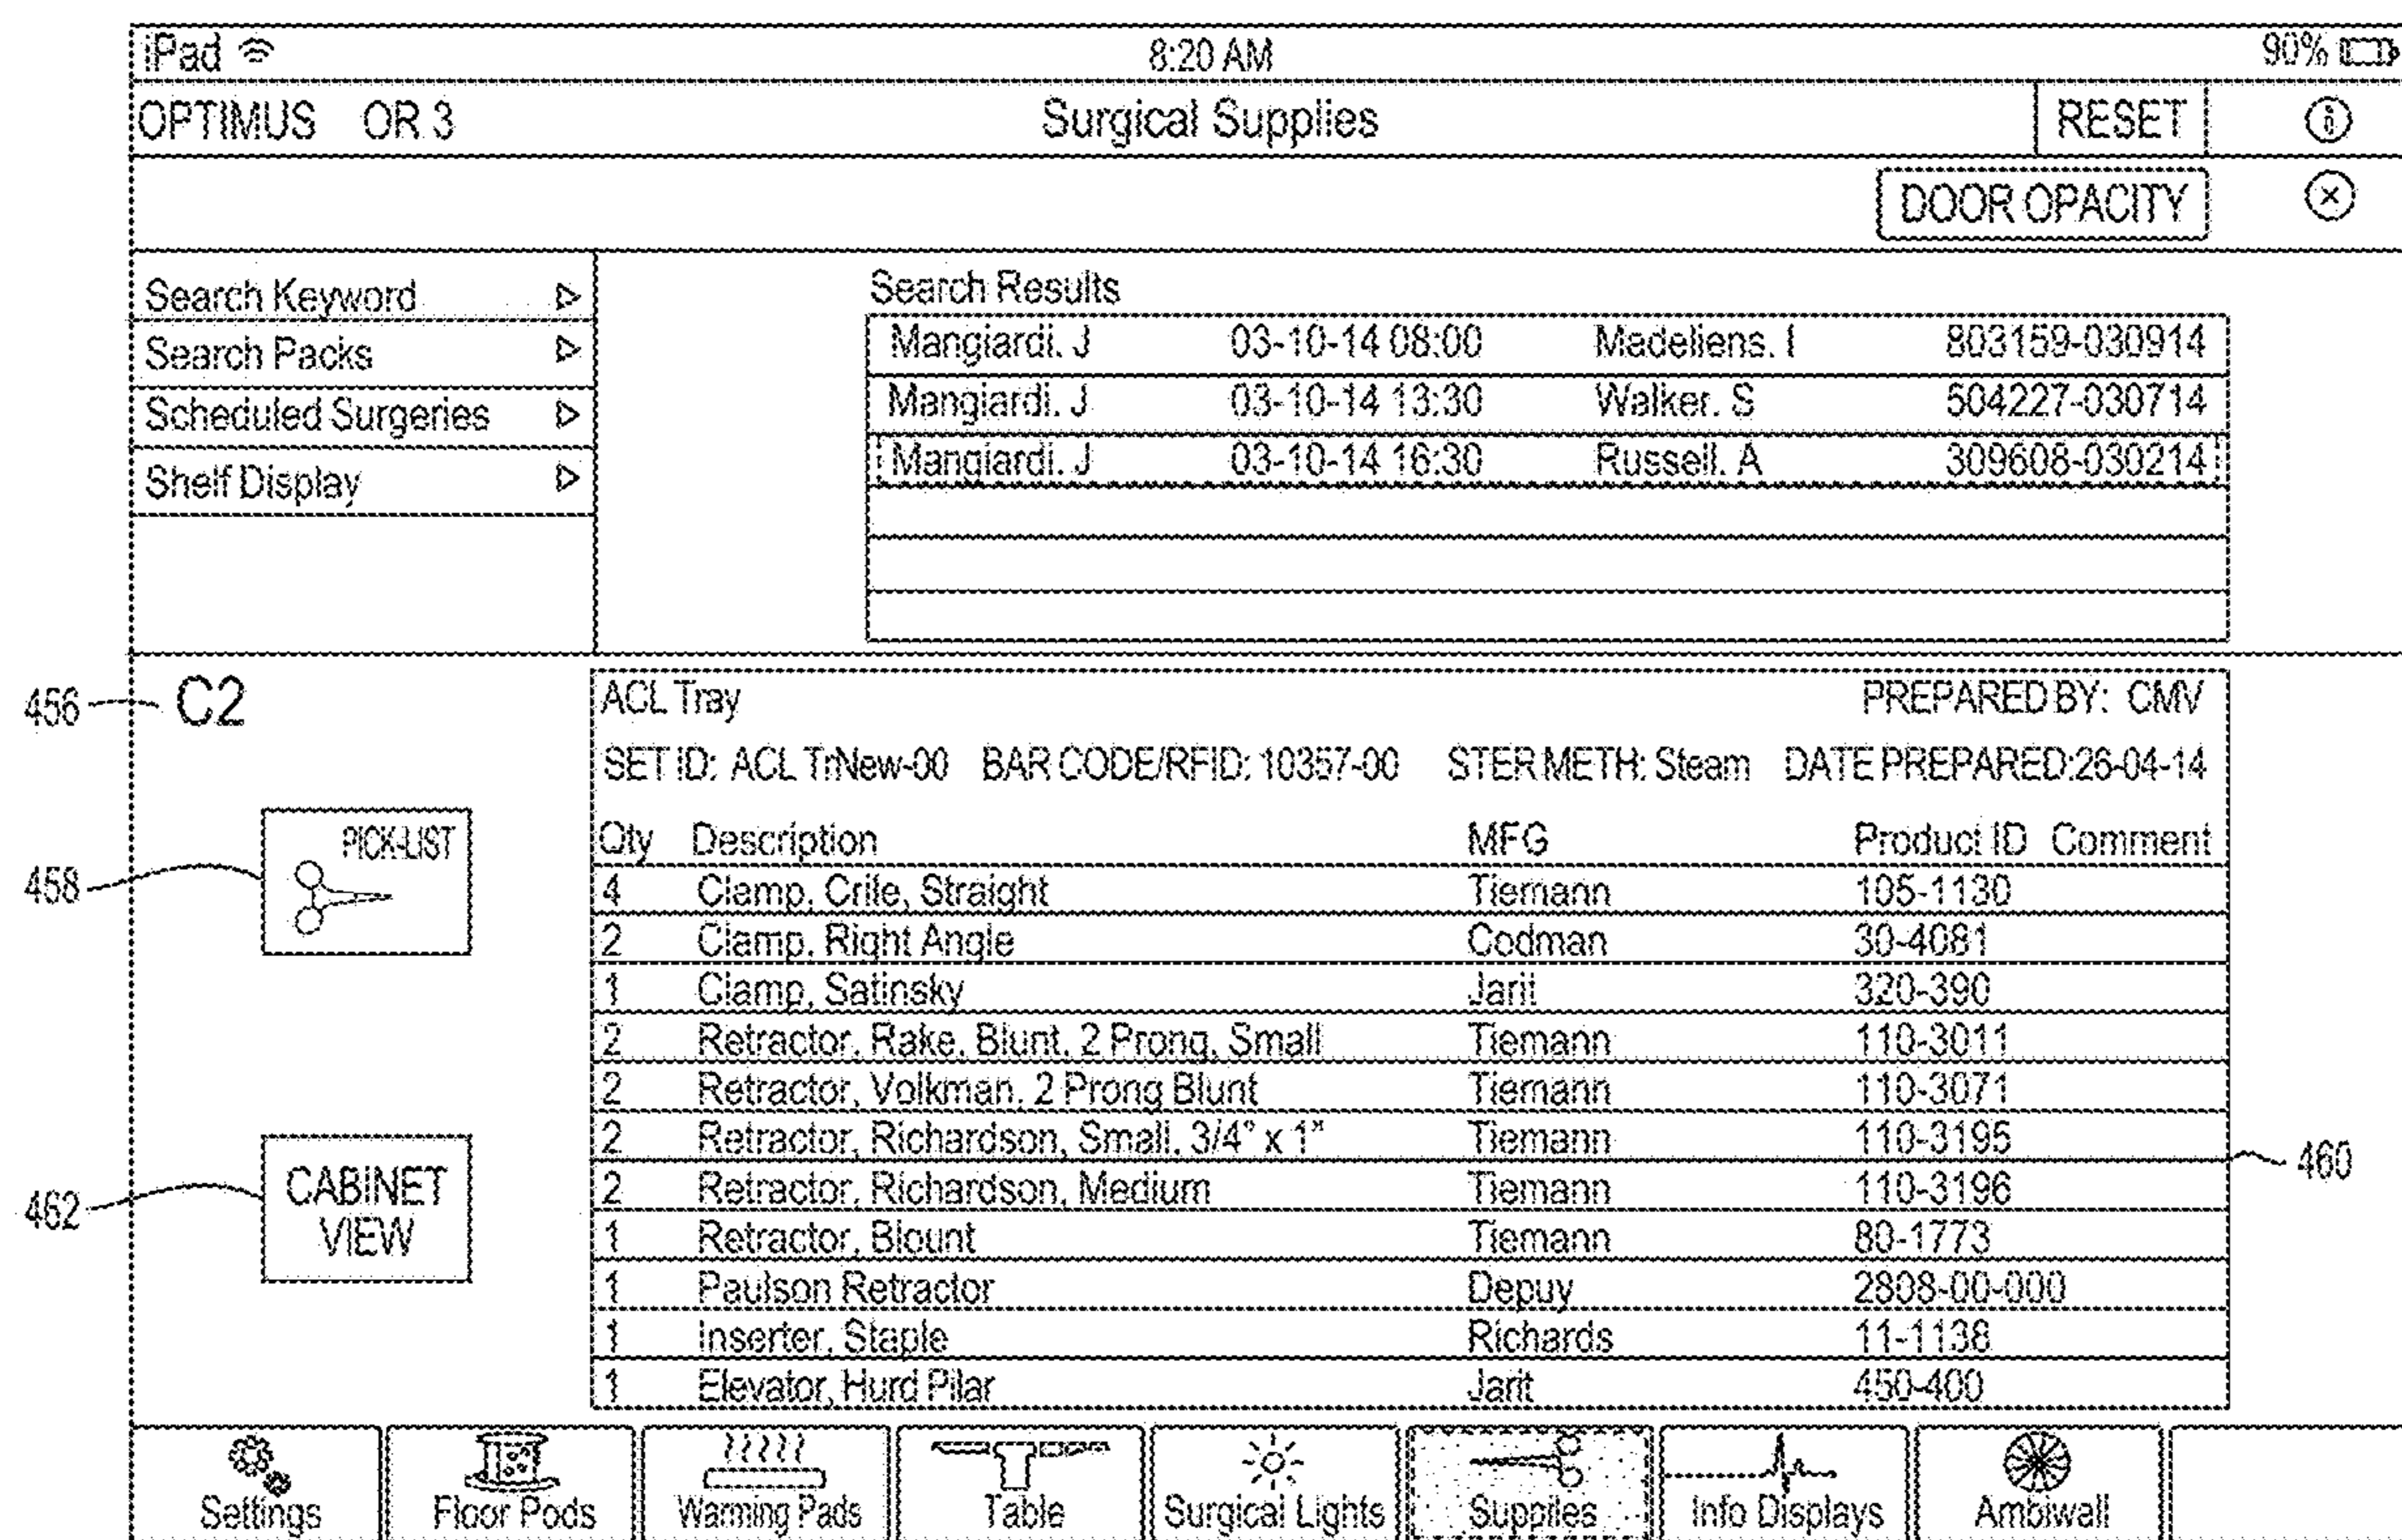 iPad 8:20 AM 90%
OPTIMUS OR 3 Surgical Supplies RESET i
DOOR OPACITY
Search Keyword
Search Packs
Scheduled Surgeries
Shelf Display
Search Results
Mangiardi. J 03-10-14 08:00 Madeliens. I 803159-030914
Mangiardi. J 03-10-14 13:30 Walker. S 504227-030714
Mangiardi. J 03-10-14 16:30 Russell. A 309608-030214
456 C2
458 PICK-LIST
462 CABINET
VIEW
ACL Tray PREPARED BY: CMV
SET ID: ACL TrNew-00 BAR CODE/RFID: 10357-00 STER METH: Steam DATE PREPARED:26-04-14
Qty Description MFG Product ID Comment
4 Clamp, Crile, Straight Tiemann 105-1130
2 Clamp, Right Angle Codman 30-4081
1 Clamp, Satinsky Jarit 320-390
2 Retractor, Rake, Blunt, 2 Prong, Small Tiemann 110-3011
2 Retractor, Volkman, 2 Prong Blunt Tiemann 110-3071
2 Retractor, Richardson, Small, 3/4" x 1" Tiemann 110-3195
2 Retractor, Richardson, Medium Tiemann 110-3196
1 Retractor, Blount Tiemann 80-1773
1 Paulson Retractor Depuy 2808-00-000
1 Inserter, Staple Richards 11-1138
1 Elevator, Hurd Pilar Jarit 450-400
460
Settings Floor Pods Warming Pads Table Surgical Lights Supplies Info Displays Ambiwall